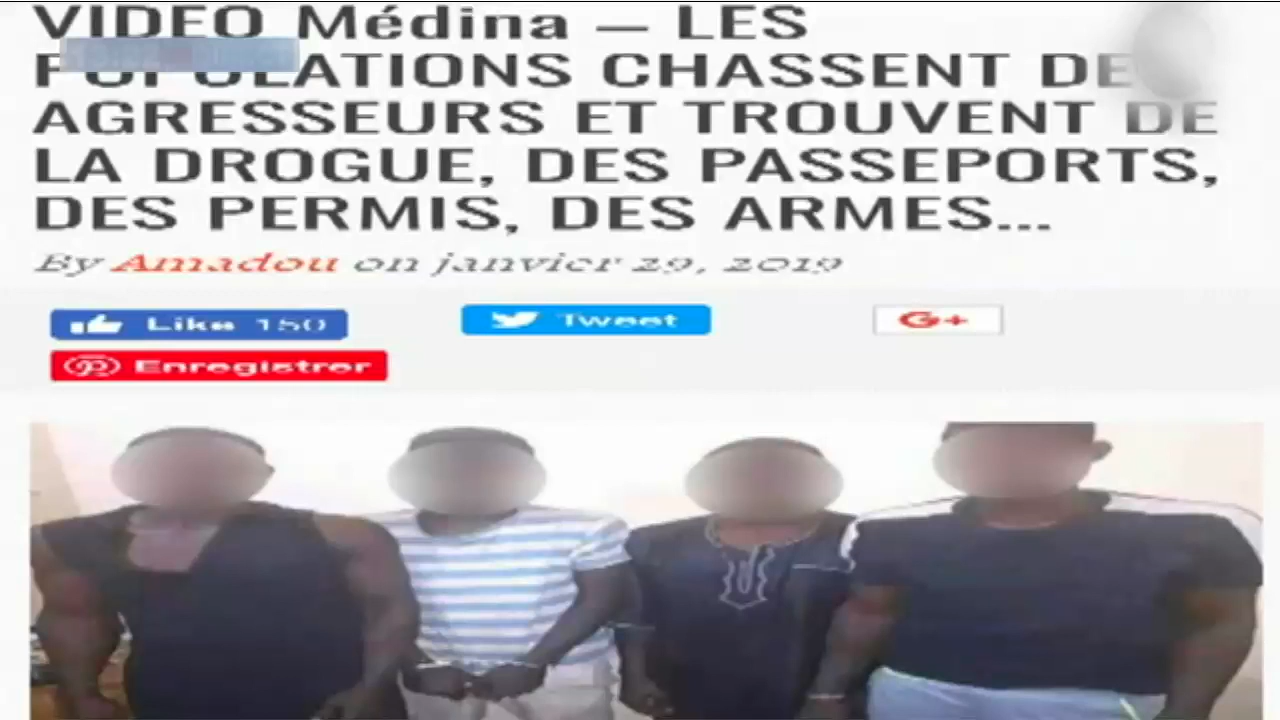 VIDEO Médina – LES
POPULATIONS CHASSENT DE
AGRESSEURS ET TROUVENT DE
LA DROGUE, DES PASSEPORTS,
DES PERMIS, DES ARMES...
By Amadou on janvier 29, 2019
Like 150
Tweet
G+
Enregistrer